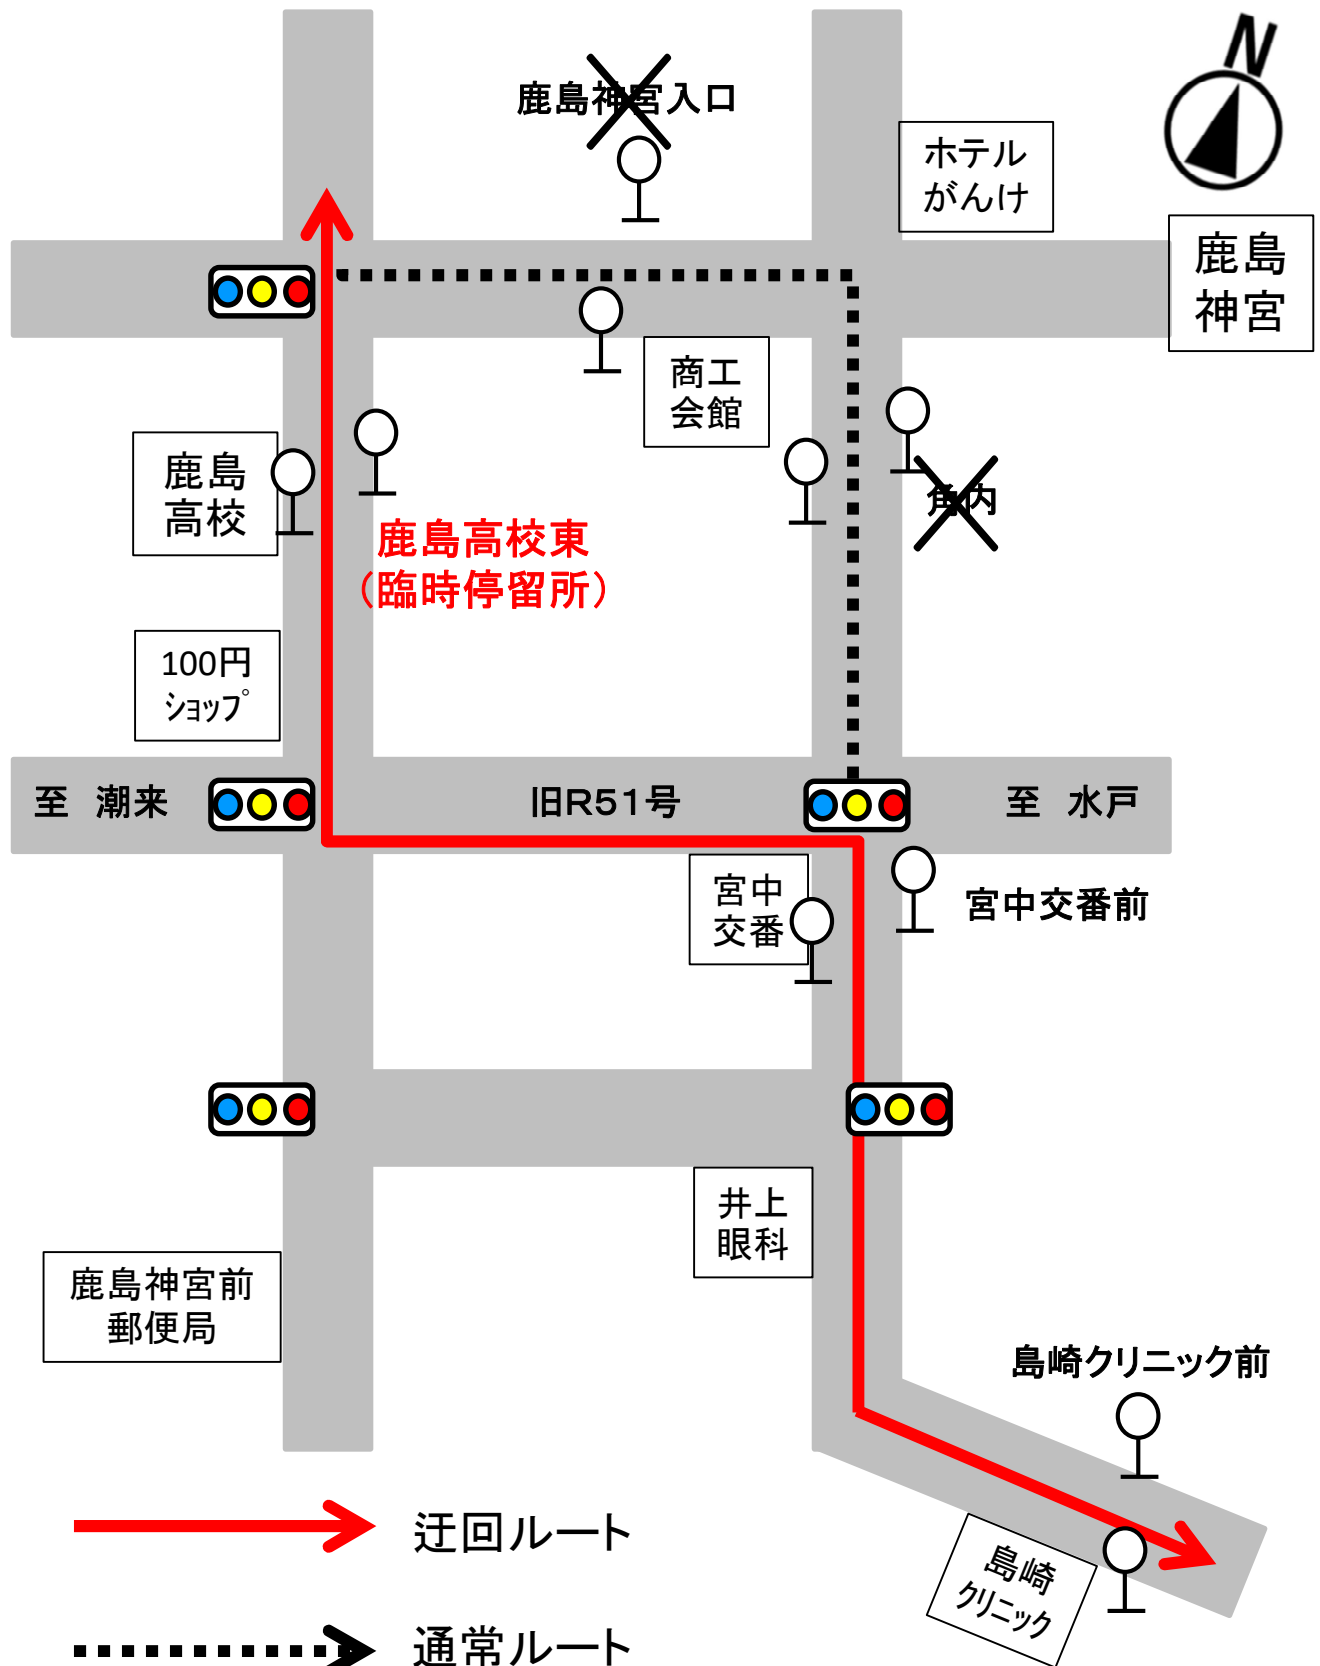 N
鹿島神宮入口
ホテル
がんけ
鹿島
神宮
商工
会館
鹿島
高校
角内
鹿島高校東
（臨時停留所）
100円
ショップ
至　潮来
旧R51号
至　水戸
宮中
交番
宮中交番前
井上
眼科
鹿島神宮前
郵便局
島崎クリニック前
島崎
クリニック
迂回ルート
通常ルート